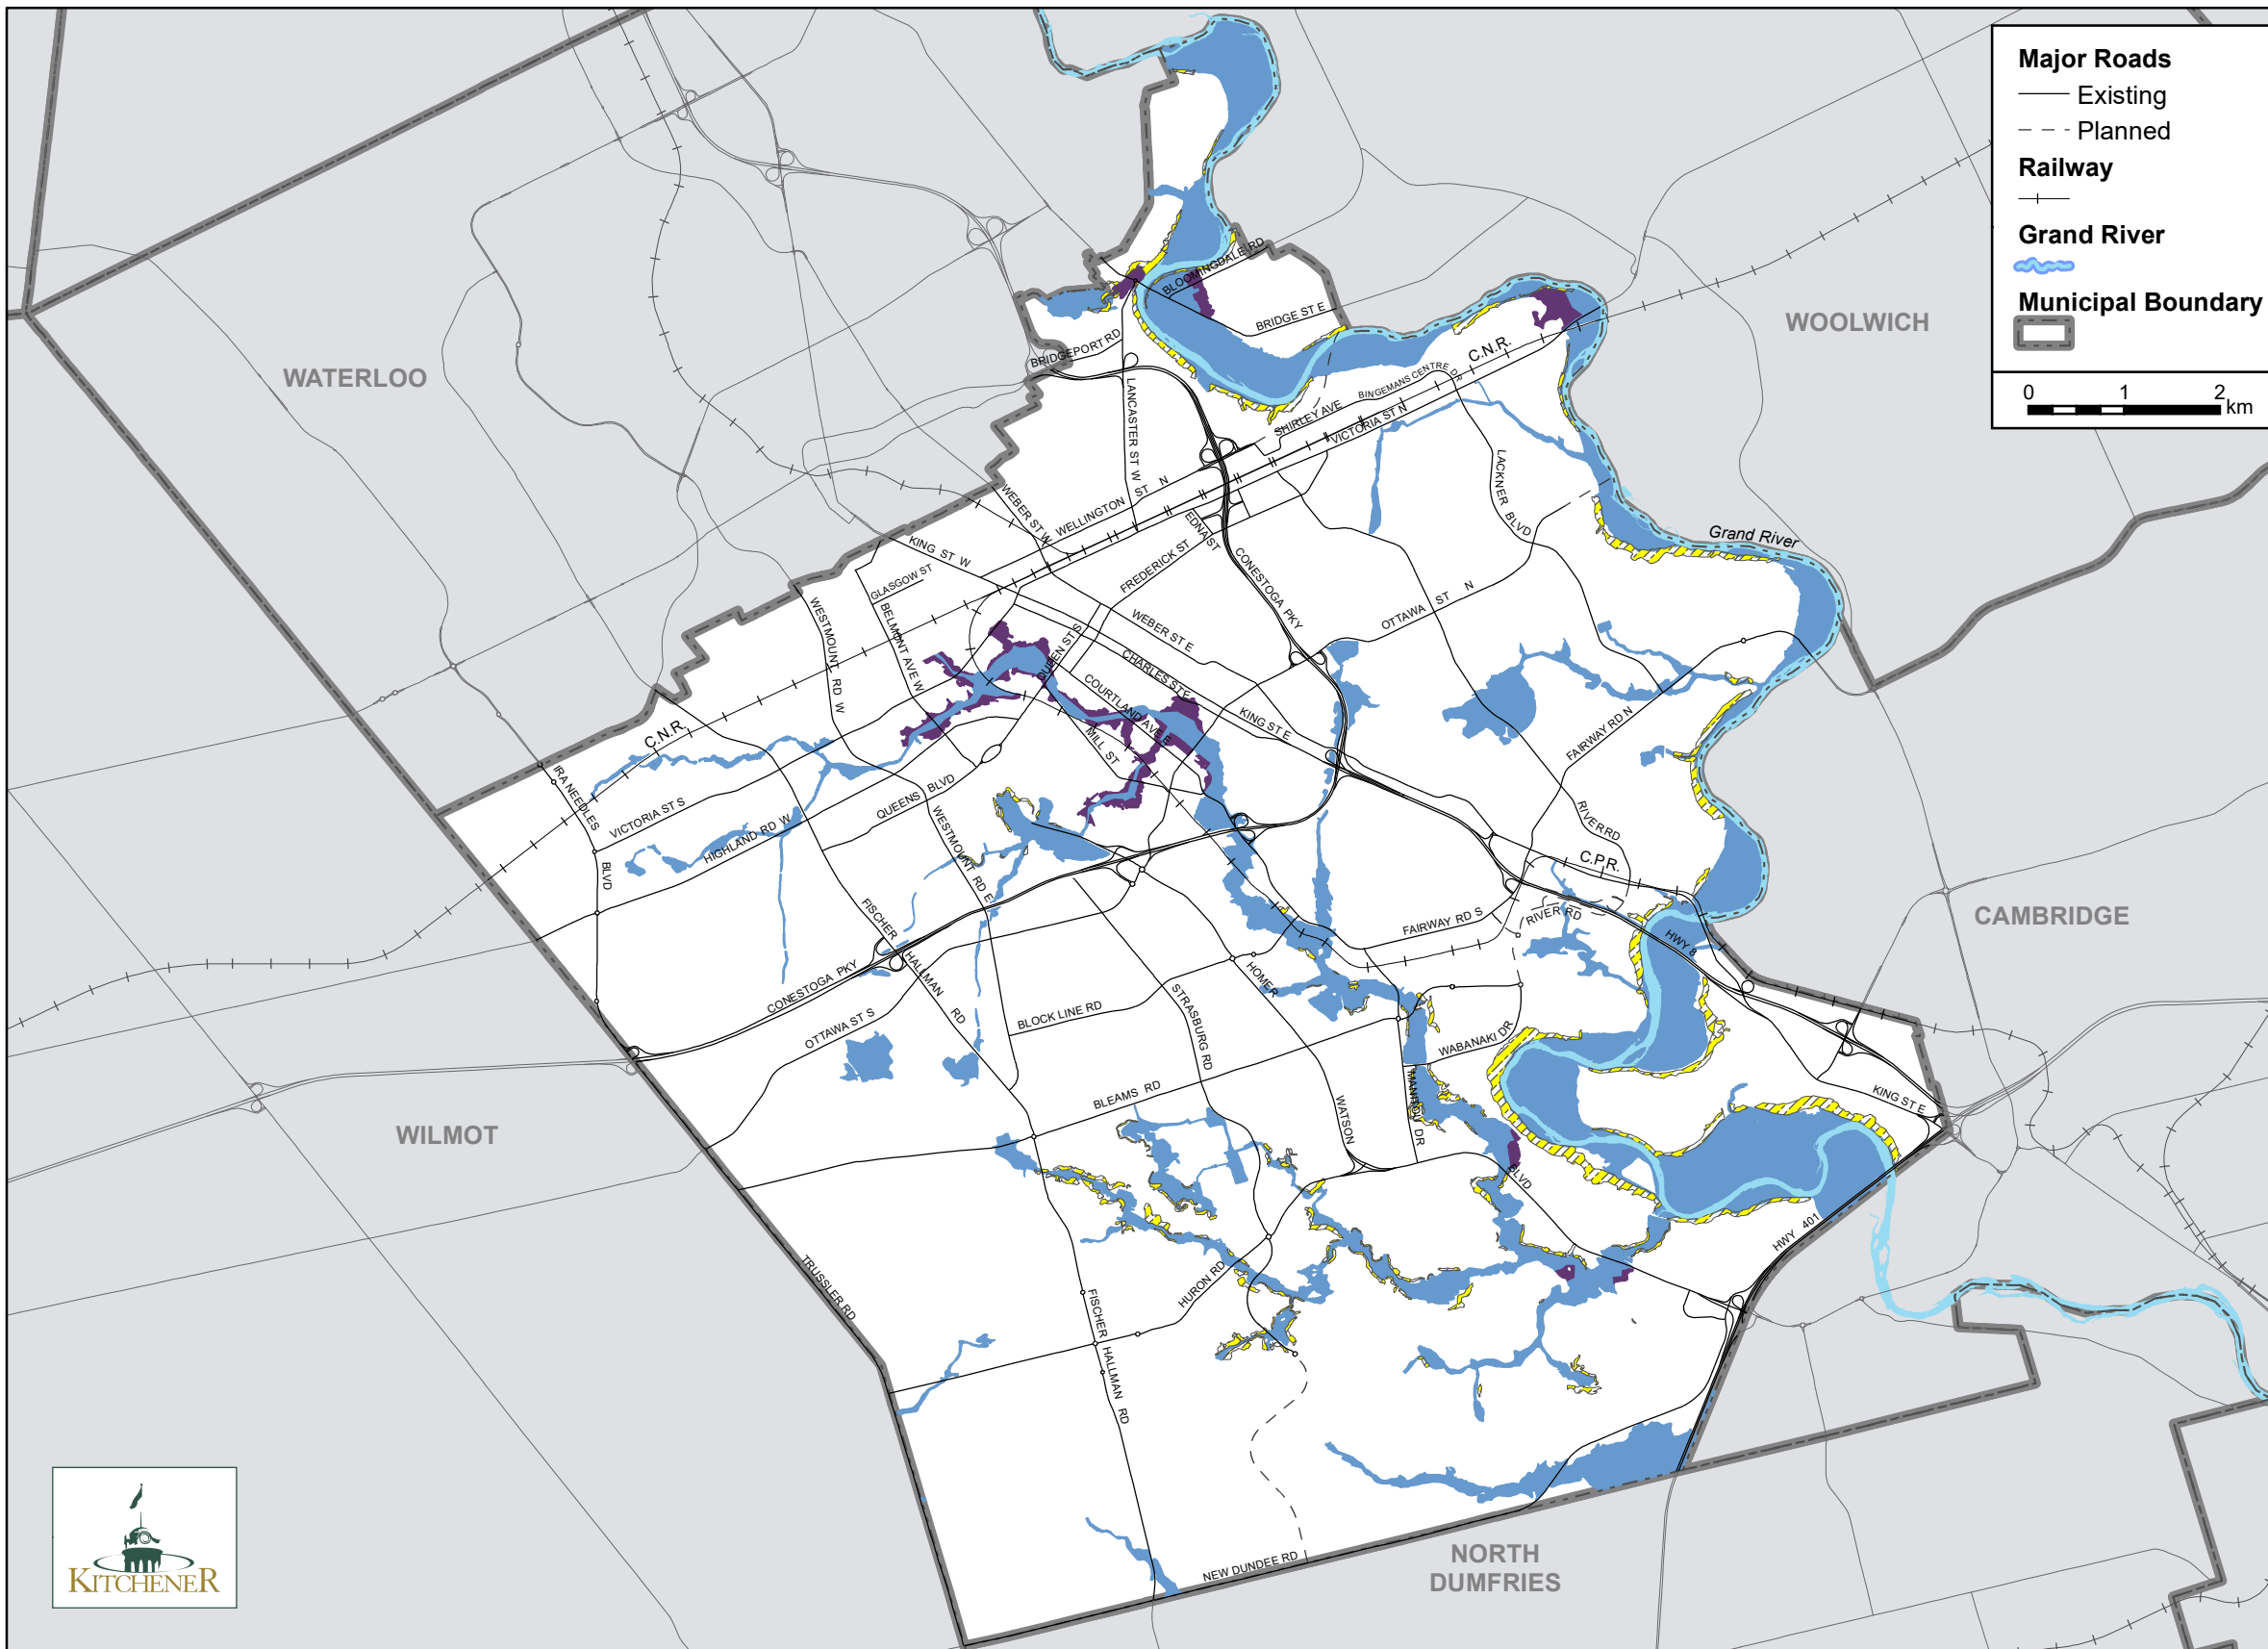 Major Roads
Existing
Planned
Railway
Grand River
Municipal Boundary
0 1 2
km
WATERLOO
WOOLWICH
CAMBRIDGE
WILMOT
NORTH
DUMFRIES
BLOOMINGDALE RD
BRIDGE ST E
BRIDGEPORT RD
LANCASTER ST W
C.N.R.
BINGEMANS CENTRE DR
SHIRLEY AVE
VICTORIA ST N
LACKNER BLVD
WEBER ST W
WELLINGTON ST N
EDNA ST
KING ST W
FREDERICK ST
CONESTOGA PKY
Grand River
GLASGOW ST
OTTAWA ST N
WESTMOUNT RD W
BELMONT AVE W
WEBER ST E
QUEEN ST S
CHARLES ST E
COURTLAND AVE E
KING ST E
MILL ST
C.N.R.
FAIRWAY RD N
IRA NEEDLES
BLVD
VICTORIA ST S
QUEENS BLVD
HIGHLAND RD W
WESTMOUNT RD E
RIVER RD
C.P.R.
FISCHER
HALLMAN RD
FAIRWAY RD S
RIVER RD
HWY 8
CONESTOGA PKY
OTTAWA ST S
HOMER
WATSON
BLVD
BLOCK LINE RD
STRASBURG RD
WABANAKI DR
MANITOU DR
BLEAMS RD
KING ST E
HWY 401
HURON RD
TRUSSLER RD
FISCHER HALLMAN RD
NEW DUNDEE RD
KITCHENER